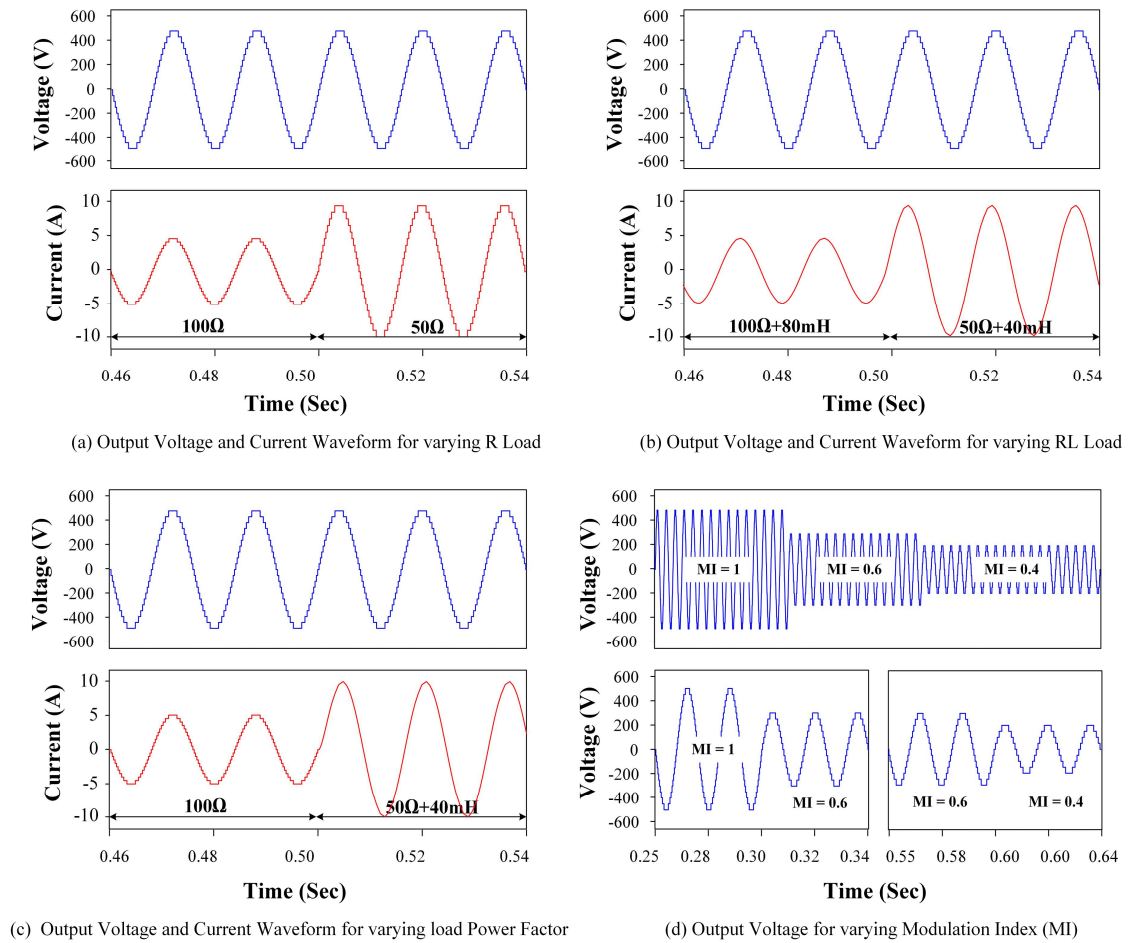 600
400
200
0
-200
-400
-600
Voltage (V)
10
5
0
-5
-10
Current (A)
100Ω
50Ω
0.46
0.48
0.50
0.52
0.54
Time (Sec)
(a) Output Voltage and Current Waveform for varying R Load
600
400
200
0
-200
-400
-600
Voltage (V)
10
5
0
-5
-10
Current (A)
100Ω+80mH
50Ω+40mH
0.46
0.48
0.50
0.52
0.54
Time (Sec)
(b) Output Voltage and Current Waveform for varying RL Load
600
400
200
0
-200
-400
-600
Voltage (V)
10
5
0
-5
-10
Current (A)
100Ω
50Ω+40mH
0.46
0.48
0.50
0.52
0.54
Time (Sec)
(c) Output Voltage and Current Waveform for varying load Power Factor
600
400
200
0
-200
-400
-600
Voltage (V)
MI = 1
MI = 0.6
MI = 0.4
600
400
200
0
-200
-400
-600
Voltage (V)
MI = 1
MI = 0.6
MI = 0.6
MI = 0.4
0.25
0.28
0.30
0.32
0.34
0.55
0.58
0.60
0.60
0.64
Time (Sec)
(d) Output Voltage for varying Modulation Index (MI)